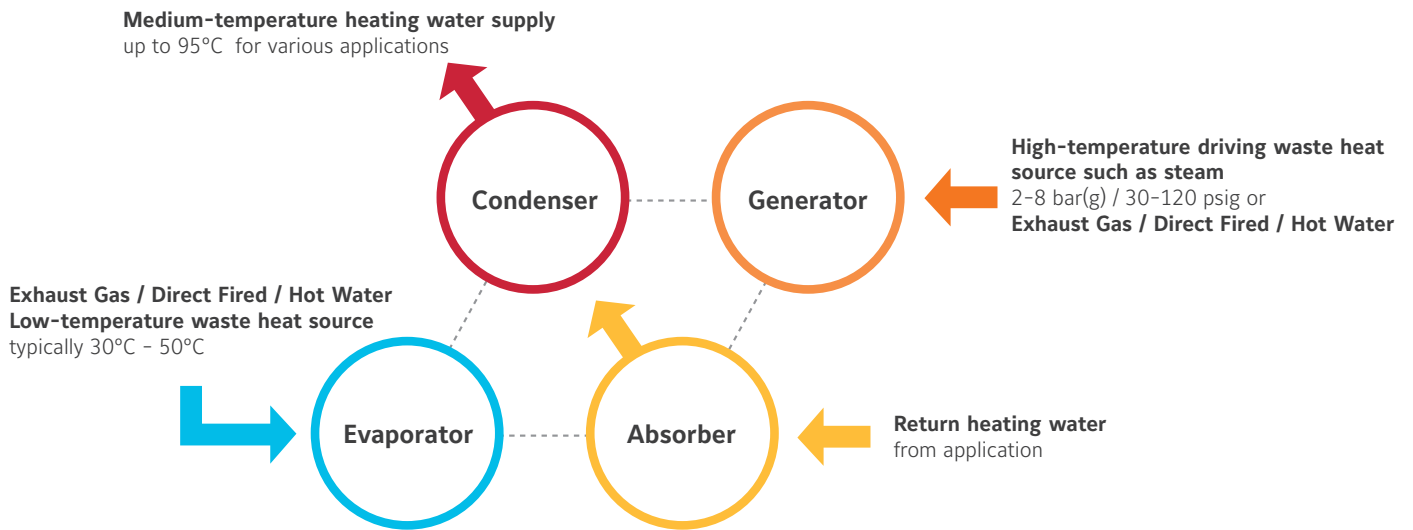 Medium-temperature heating water supply
up to 95°C for various applications
Condenser
Generator
High-temperature driving waste heat
source such as steam
2-8 bar(g) / 30-120 psig or
Exhaust Gas / Direct Fired / Hot Water
Exhaust Gas / Direct Fired / Hot Water
Low-temperature waste heat source
typically 30°C - 50°C
Evaporator
Absorber
Return heating water
from application